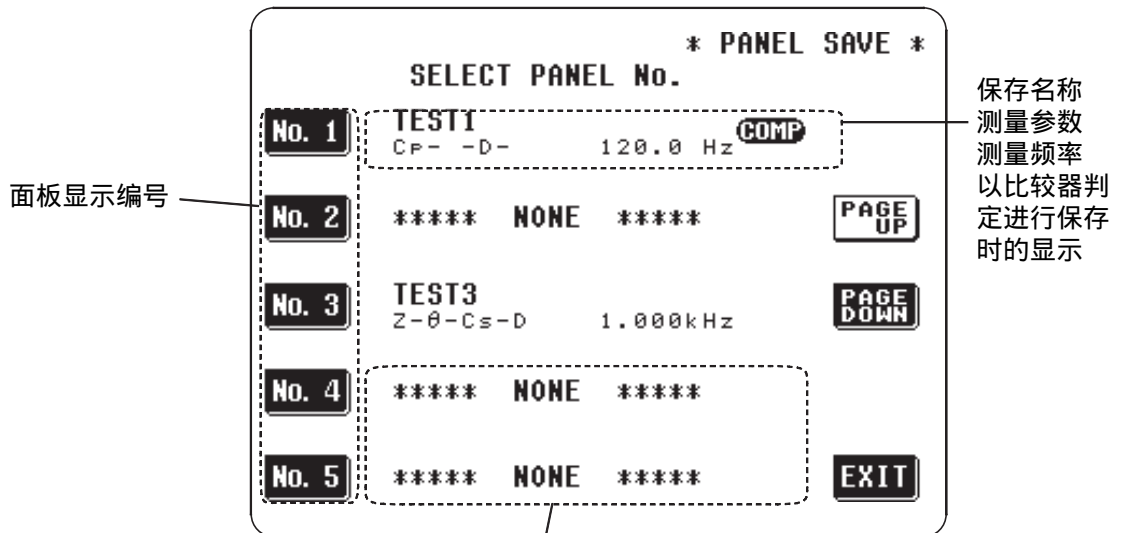 * PANEL SAVE *
SELECT PANEL No.
No. 1
TEST1
COMP
Cp- -D- 120.0 Hz
保存名称
测量参数
测量频率
以比较器判
定进行保存
时的显示
面板显示编号
No. 2
***** NONE *****
PAGE
UP
No. 3
TEST3
Z-θ-Cs-D 1.000kHz
PAGE
DOWN
No. 4
***** NONE *****
No. 5
***** NONE *****
EXIT